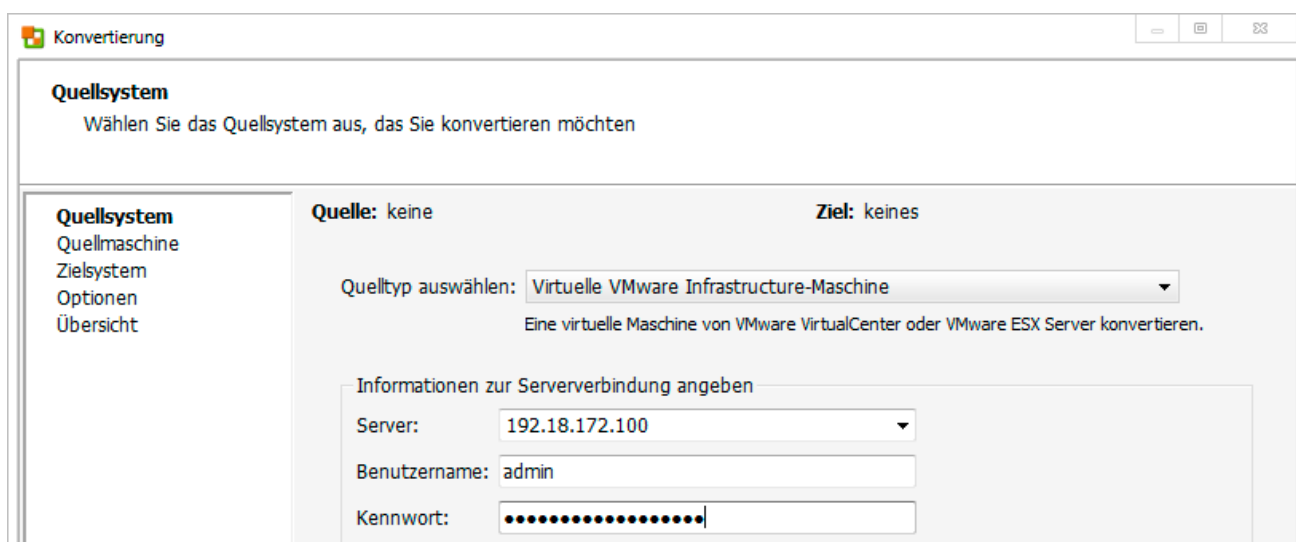 Konvertierung
Quellsystem
Wählen Sie das Quellsystem aus, das Sie konvertieren möchten
Quellsystem
Quellmaschine
Zielsystem
Optionen
Übersicht
Quelle: keine Ziel: keines
Quelltyp auswählen: Virtuelle VMware Infrastructure-Maschine
Eine virtuelle Maschine von VMware VirtualCenter oder VMware ESX Server konvertieren.
Informationen zur Serververbindung angeben
Server: 192.18.172.100
Benutzername: admin
Kennwort: ●●●●●●●●●●●●●●●●●●